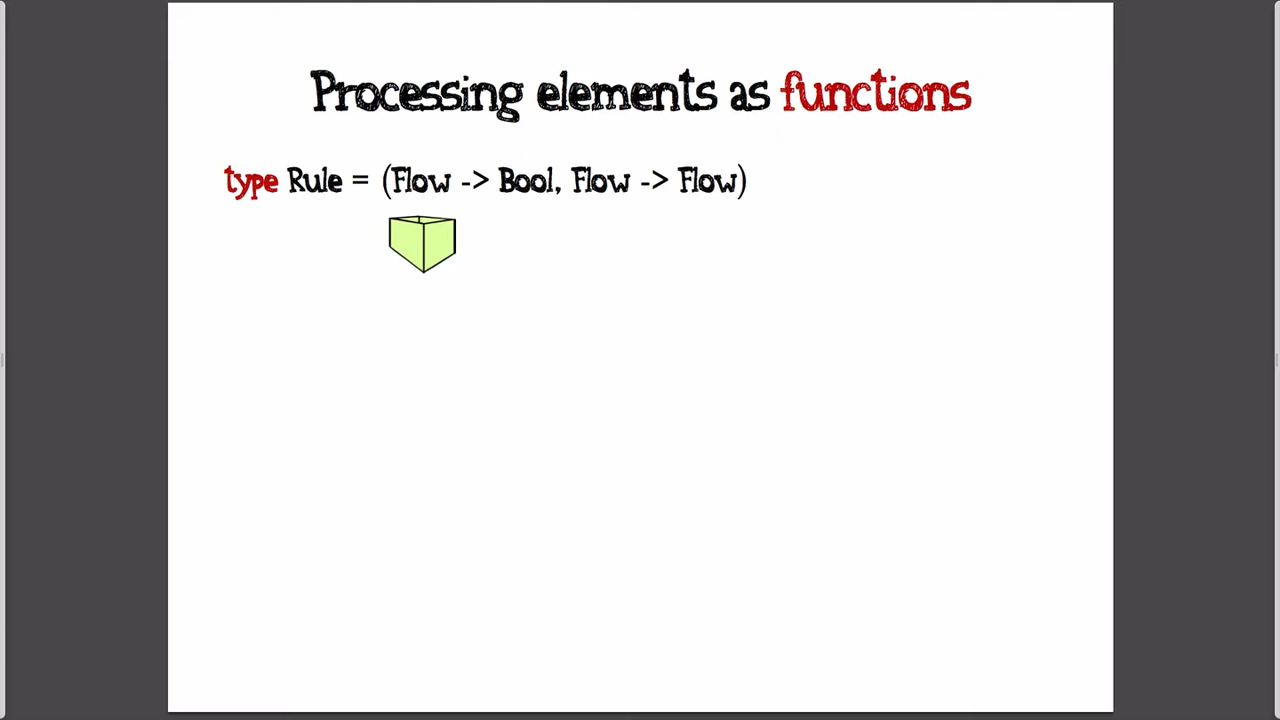 Processing elements as functions
type Rule = (Flow -> Bool, Flow -> Flow)